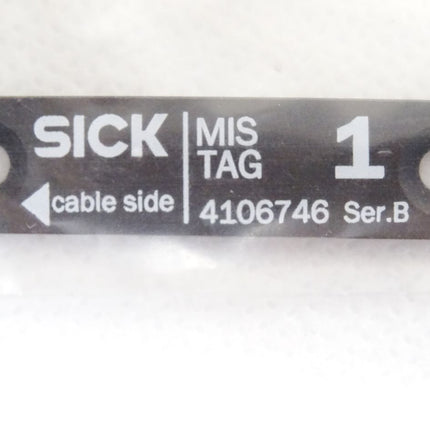 SICK
cable side
MIS
TAG
1
4106746 Ser.B